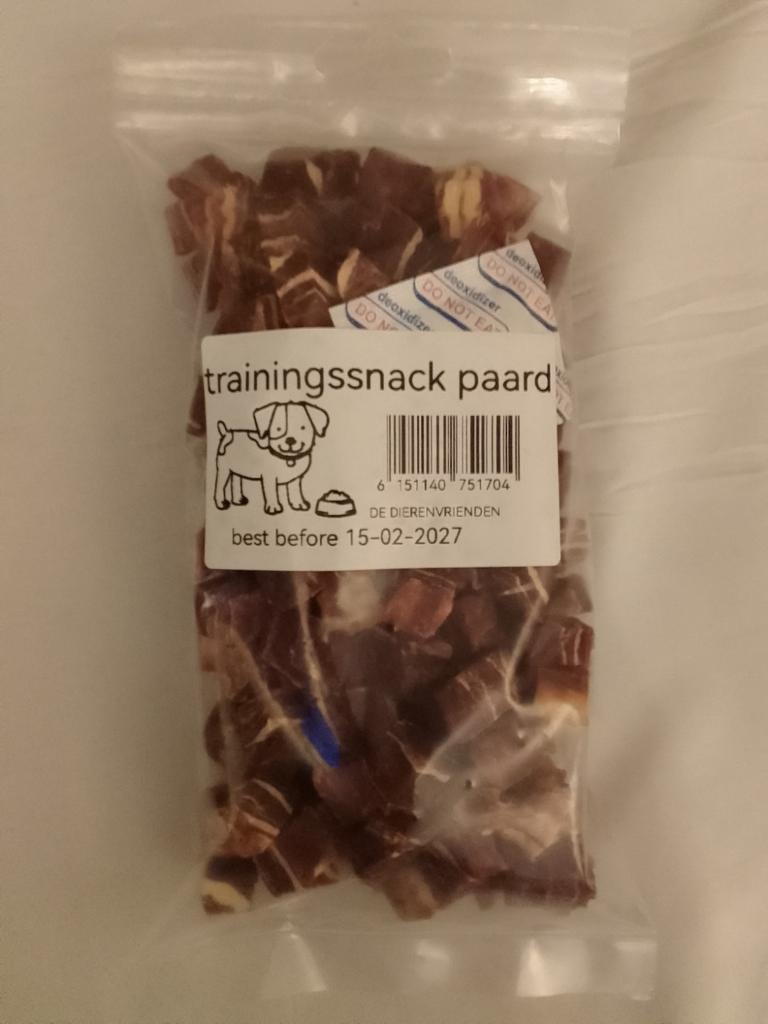 deoxidizer
DO NOT EAT
deoxidizer
DO NOT EA
trainingssnack paard
6 151140 751704
DE DIERENVRIENDEN
best before 15-02-2027